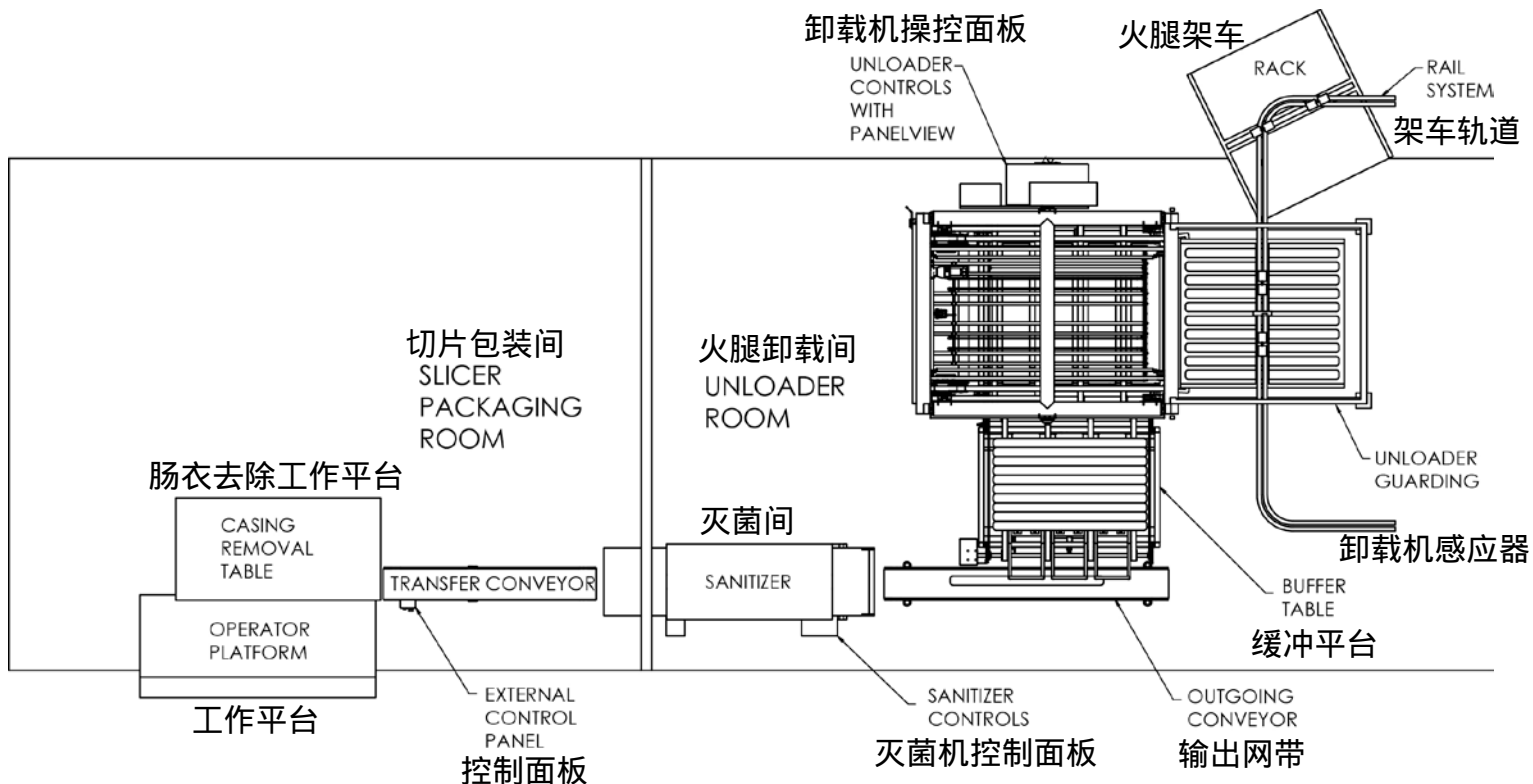 卸载机操控面板
UNLOADER
CONTROLS
WITH
PANELVIEW
火腿架车
RACK
RAIL
SYSTEM
架车轨道
切片包装间
SLICER
PACKAGING
ROOM
火腿卸载间
UNLOADER
ROOM
UNLOADER
GUARDING
卸载机感应器
肠衣去除工作平台
CASING
REMOVAL
TABLE
TRANSFER CONVEYOR
灭菌间
SANITIZER
BUFFER
TABLE
缓冲平台
OPERATOR
PLATFORM
工作平台
EXTERNAL
CONTROL
PANEL
控制面板
SANITIZER
CONTROLS
灭菌机控制面板
OUTGOING
CONVEYOR
输出网带